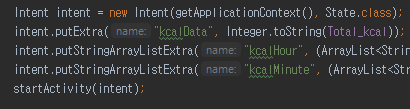 Intent intent = new Intent(getApplicationContext(), State.class);
intent.putExtra( name: "kcalData", Integer.toString(Total_kcal));
intent.putStringArrayListExtra( name: "kcalHour", (ArrayList<Strin
intent.putStringArrayListExtra( name: "kcalMinute", (ArrayList<Str
startActivity(intent);